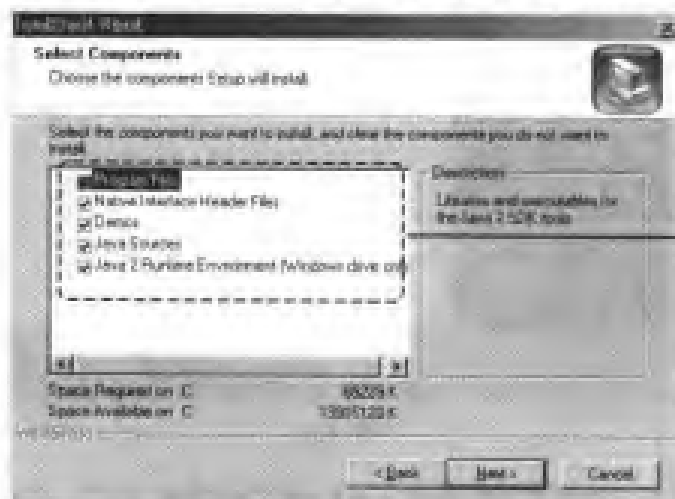 InstallShield Wizard
Select Components
Choose the components Setup will install.
Select the components you want to install, and clear the components you do not want to
install.
Program Files
Native Interface Header Files
Demos
Java Sources
Java 2 Runtime Environment (Windows drive only
Description
Libraries and executables for
the Java 2 SDK tools
Space Required on C:
K
Space Available on C:
K
InstallShield
< Back
Next >
Cancel